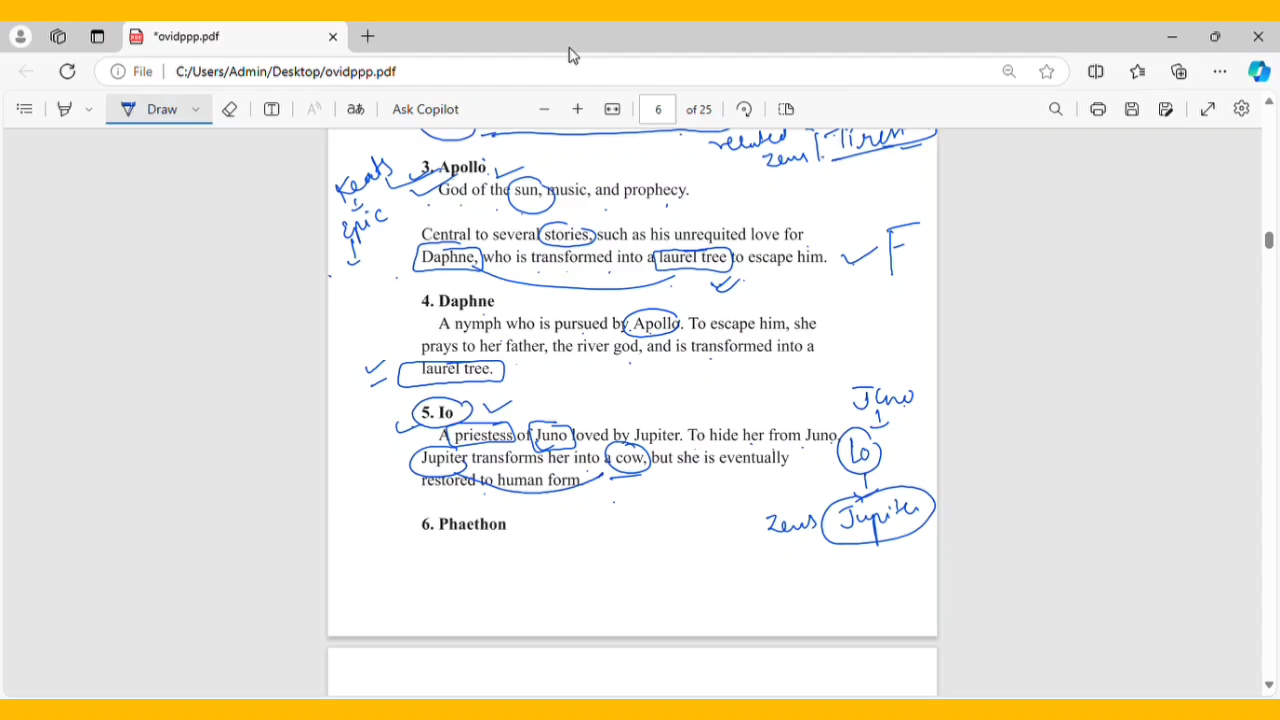 *ovidppp.pdf
File C:/Users/Admin/Desktop/ovidppp.pdf
Draw Ask Copilot 6 of 25
related
zeus
Keats
Epic
3. Apollo
God of the sun, music, and prophecy.
Central to several stories, such as his unrequited love for
Daphne, who is transformed into a laurel tree to escape him.
F
4. Daphne
A nymph who is pursued by Apollo. To escape him, she
prays to her father, the river god, and is transformed into a
laurel tree.
5. Io
A priestess of Juno loved by Jupiter. To hide her from Juno,
Jupiter transforms her into a cow, but she is eventually
restored to human form.
Juno
Io
Zeus Jupiter
6. Phaethon